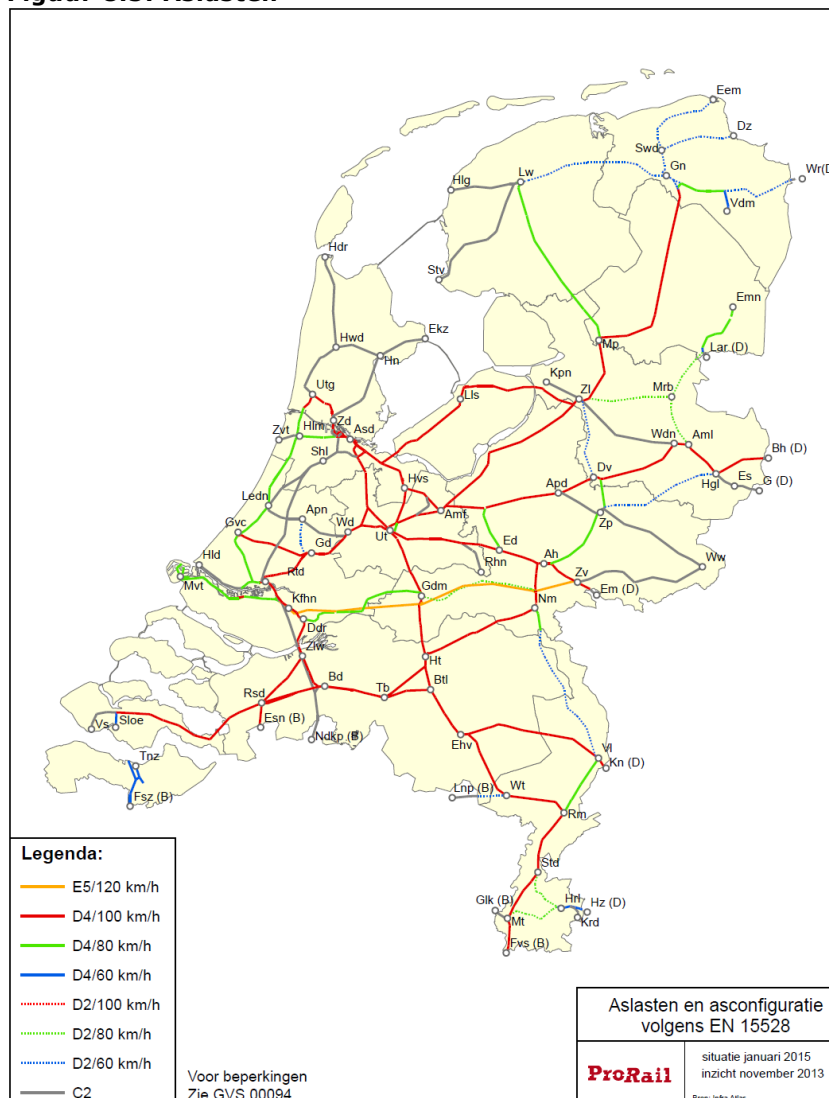 Eem
Dz
Swd
Gn
Wr(D
Lw
Hlg
Vdm
Hdr
Stv
Emn
Ekz
Hwd
Hn
Mp
Lar (D)
Kpn
Zl
Utg
Lls
Mrb
Zd
Hlm
Asd
Zvt
Wdn
Aml
Shl
Bh (D)
Hvs
Dv
Es
Apd
Hgl
G (D)
Ledn
Apn
Amf
Zp
Gvc
Wd
Ut
Gd
Ed
Hld
Rhn
Ah
Ww
Rtd
Zv
Mvt
Em (D)
Kfhn
Gdm
Nm
Ddr
Zlw
Ht
Bd
Btl
Rsd
Tb
Vs
Sloe
Esn (B)
Ndkp (B)
Ehv
Tnz
Vl
Kn (D)
Fsz (B)
Lnp (B)
Wt
Rm
Std
Glk (B)
Hrl
Hz (D)
Mt
Krd
Fvs (B)
Legenda:
E5/120 km/h
D4/100 km/h
D4/80 km/h
D4/60 km/h
D2/100 km/h
D2/80 km/h
D2/60 km/h
C2
Voor beperkingen
Zie GVS 00094
Aslasten en asconfiguratie
volgens EN 15528
ProRail
situatie januari 2015
inzicht november 2013